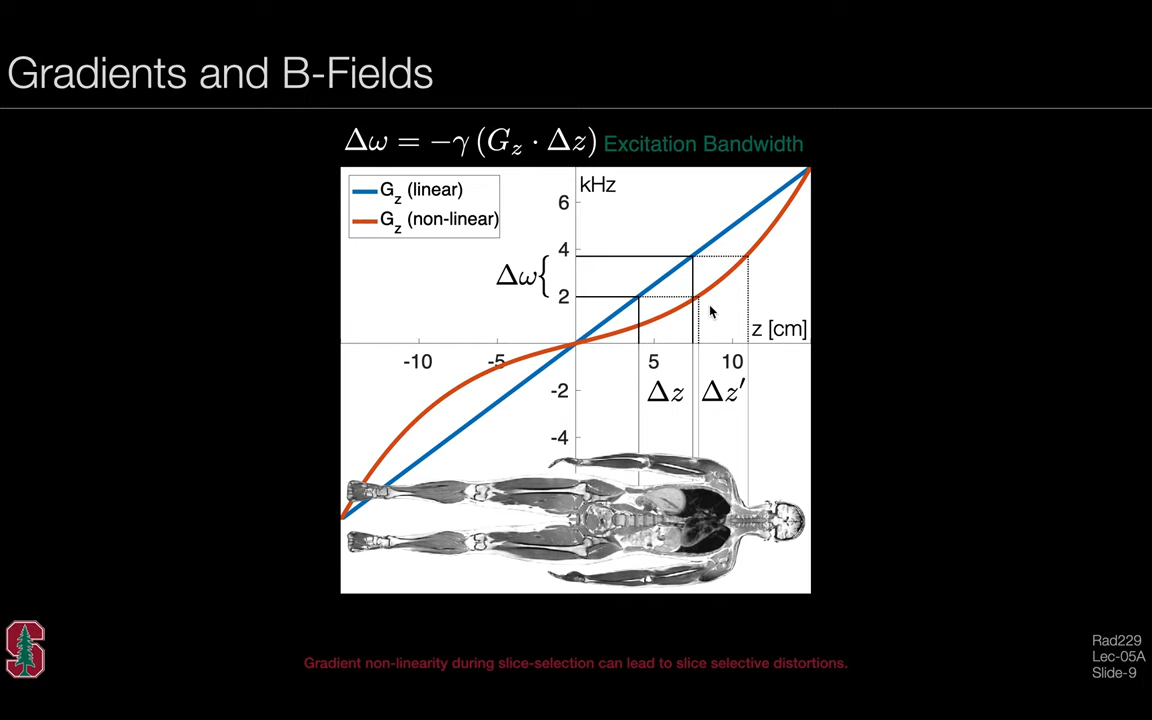 Gradients and B-Fields
Δω = −γ (G_z · Δz) Excitation Bandwidth
G_z (linear)
G_z (non-linear)
kHz
6
4
Δω{
2
z [cm]
-10 -5 5 10
-2
Δz Δz′
-4
Rad229
Lec-05A
Slide-9
Gradient non-linearity during slice-selection can lead to slice selective distortions.